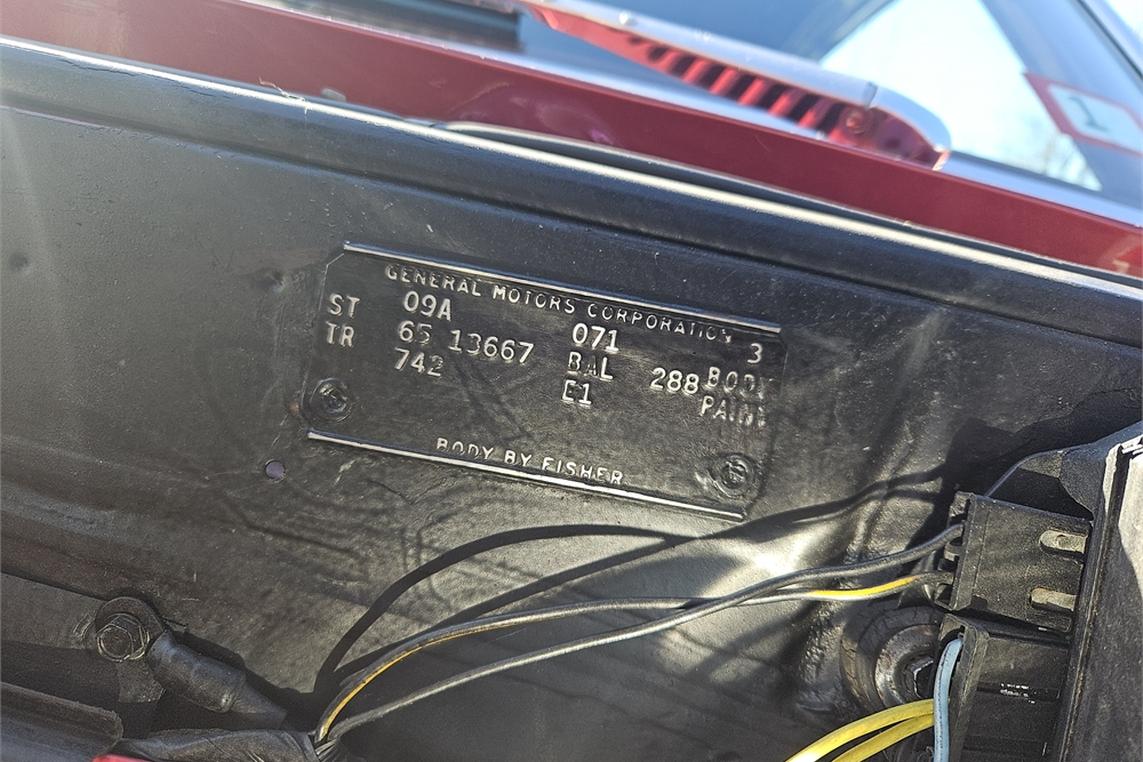 GENERAL MOTORS CORPORATION
09A 071 3
ST 65 13667 BAL 288 BODY
TR 742 E1 PAINT
BODY BY FISHER
1